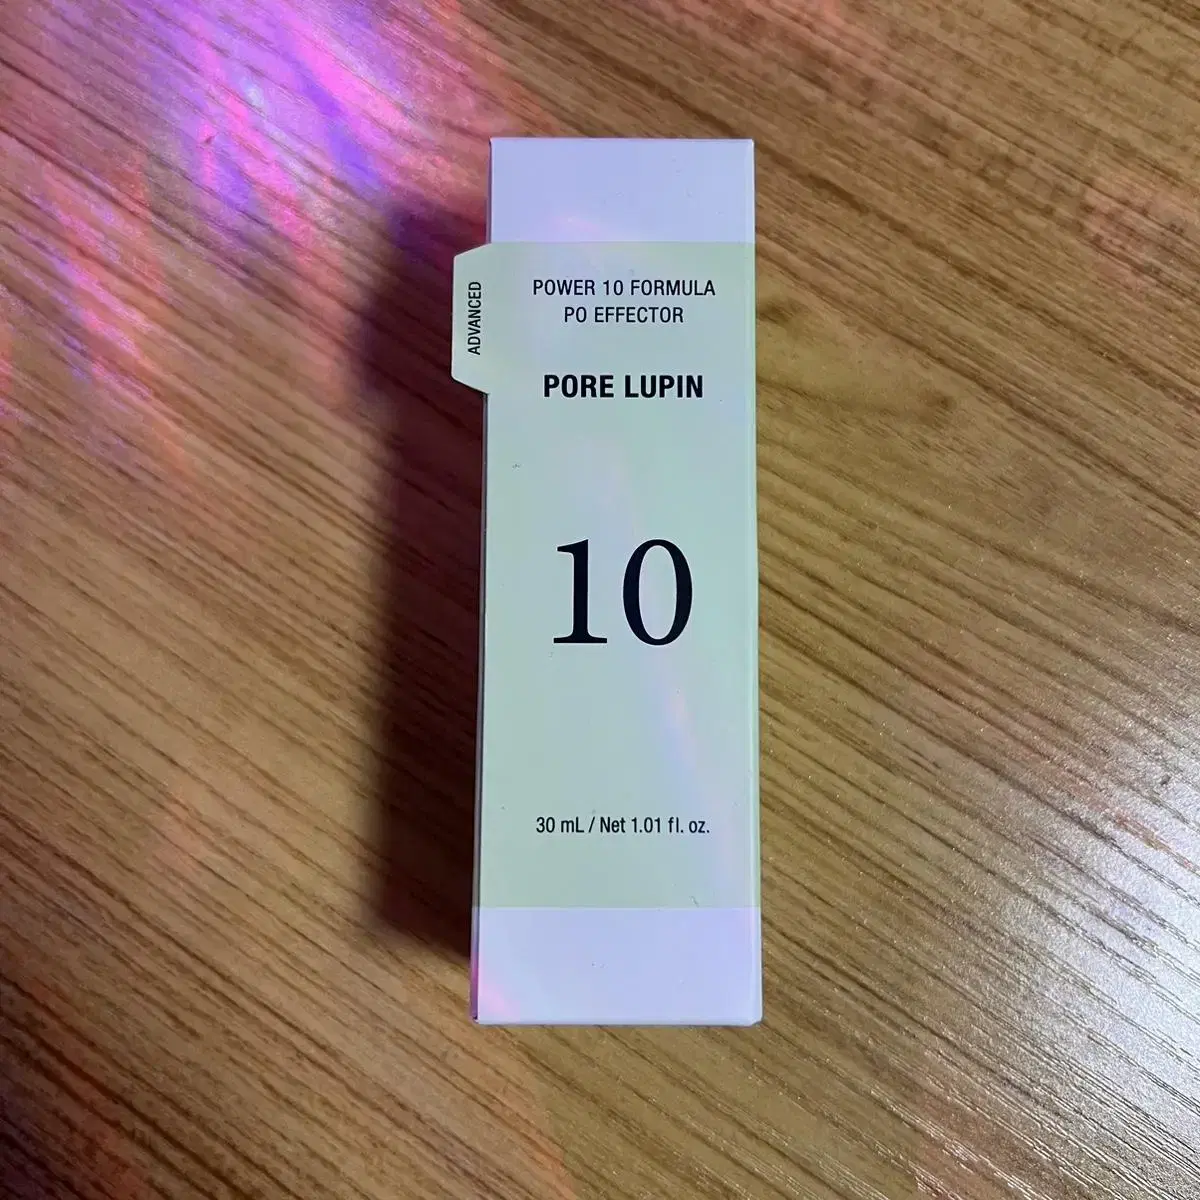 ADVANCED
POWER 10 FORMULA
PO EFFECTOR
PORE LUPIN
10
30 mL / Net 1.01 fl. oz.